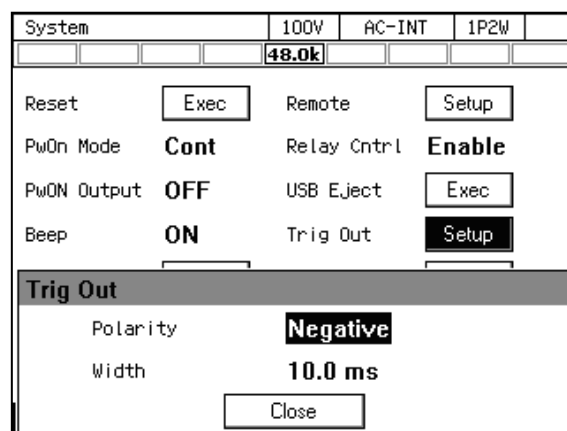 System 100V AC-INT 1P2W
48.0k
Reset Exec Remote Setup
PwOn Mode Cont Relay Cntrl Enable
PwON Output OFF USB Eject Exec
Beep ON Trig Out Setup
Trig Out
Polarity Negative
Width 10.0 ms
Close